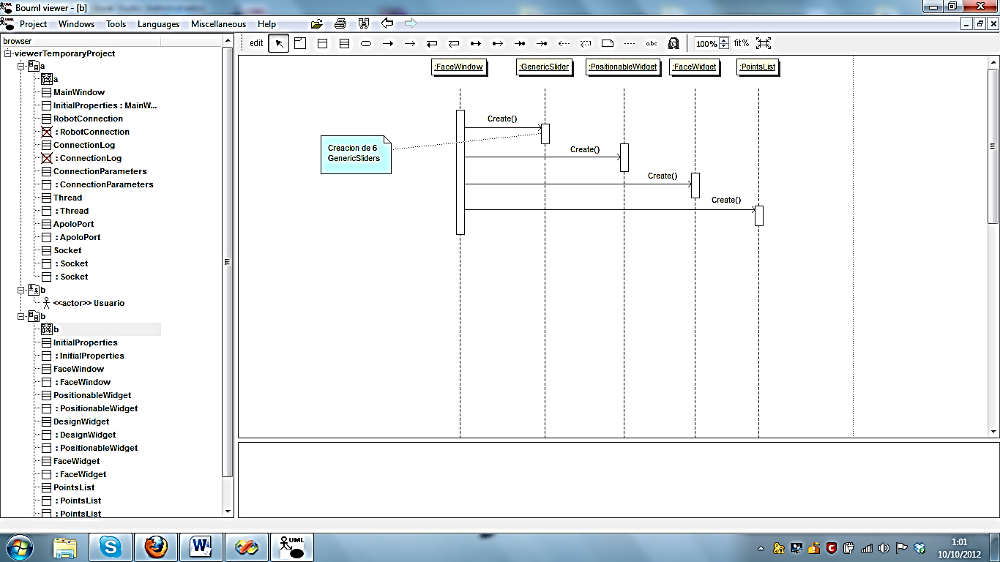 Bouml viewer - [b]
Project Windows Tools Languages Miscellaneous Help
browser
edit
abc
100%
fit%
viewerTemporaryProject
a
a
MainWindow
InitialProperties : MainW...
RobotConnection
: RobotConnection
ConnectionLog
: ConnectionLog
ConnectionParameters
: ConnectionParameters
Thread
: Thread
ApoloPort
: ApoloPort
Socket
: Socket
: Socket
b
<<actor>> Usuario
b
b
InitialProperties
: InitialProperties
FaceWindow
: FaceWindow
PositionableWidget
: PositionableWidget
DesignWidget
: DesignWidget
: PositionableWidget
FaceWidget
: FaceWidget
PointsList
: PointsList
: PointsList
:FaceWindow :GenericSlider :PositionableWidget :FaceWidget :PointsList
Create()
Creacion de 6
GenericSliders
Create()
Create()
Create()
UML
1:01
10/10/2012